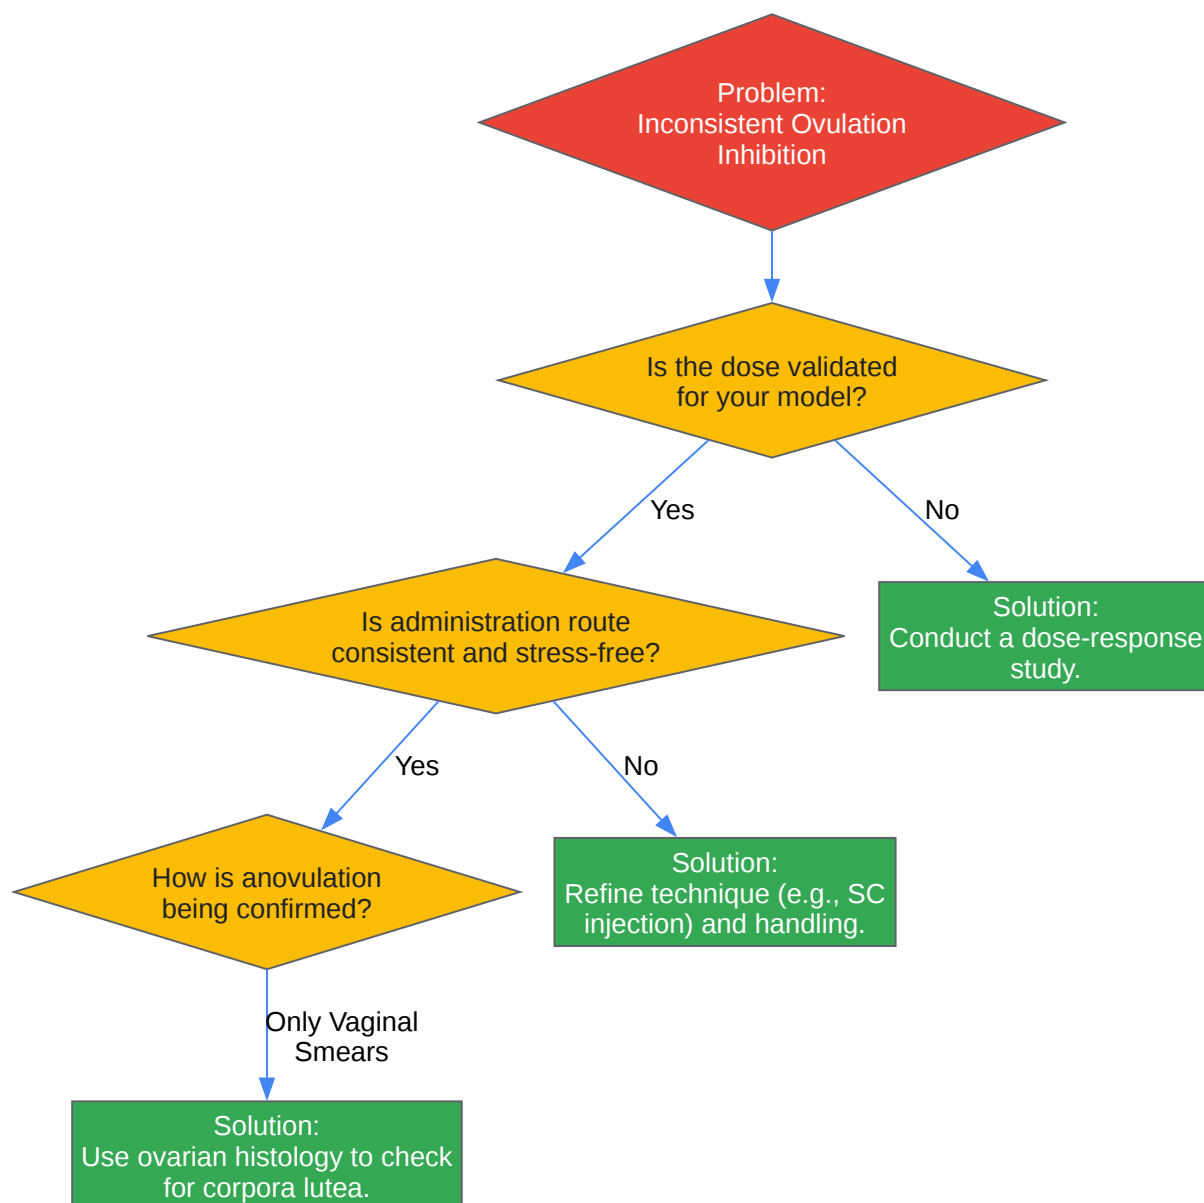 Problem:
Inconsistent Ovulation
Inhibition
Is the dose validated
for your model?
Yes
No
Is administration route
consistent and stress-free?
Solution:
Conduct a dose-response
study.
Yes
No
How is anovulation
being confirmed?
Solution:
Refine technique (e.g., SC
injection) and handling.
Only Vaginal
Smears
Solution:
Use ovarian histology to check
for corpora lutea.